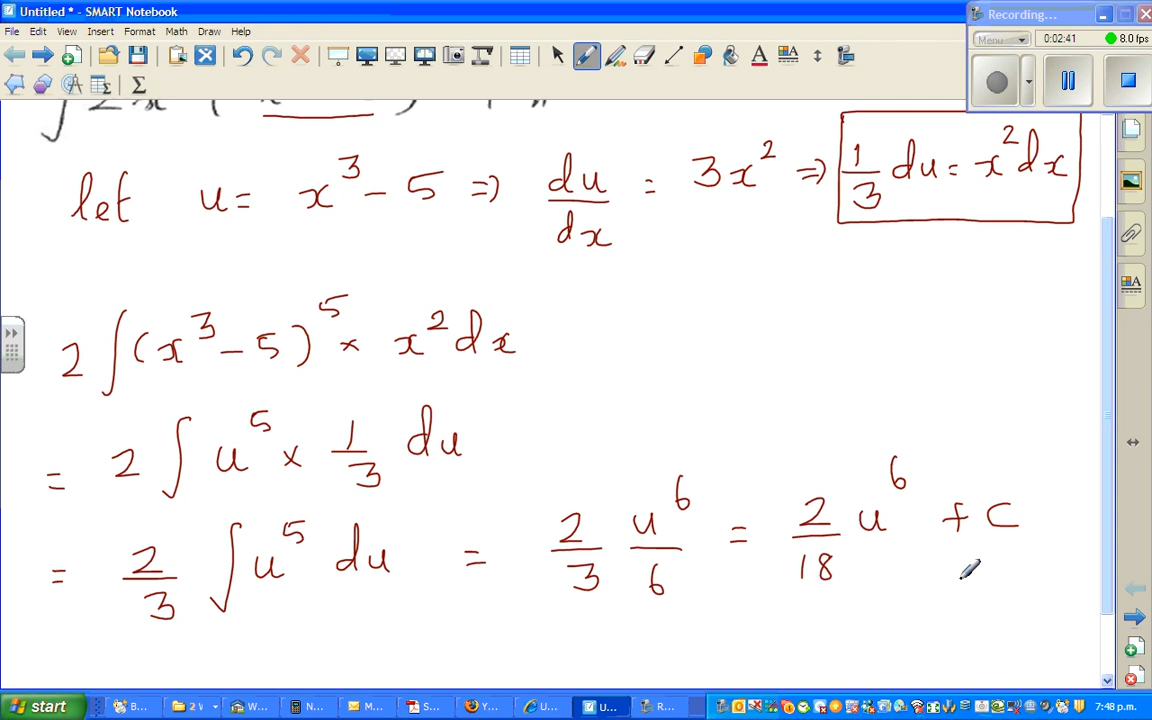 Untitled * - SMART Notebook
Recording...
File Edit View Insert Format Math Draw Help
Menu 0:02:41 8.0 fps
let u = x³ - 5 => du/dx = 3x² => 1/3 du = x² dx
2 ∫ (x³ - 5)⁵ × x² dx
= 2 ∫ u⁵ × 1/3 du
= 2/3 ∫ u⁵ du = 2/3 u⁶/6 = 2/18 u⁶ + C
start B... 2 W... N... M... S... Y... U... U... R... 7:48 p.m.